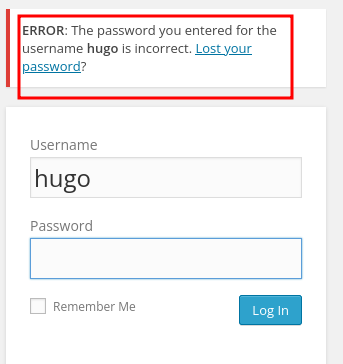 ERROR: The password you entered for the
username hugo is incorrect. Lost your
password?
Username
hugo
Password
Remember Me
Log In